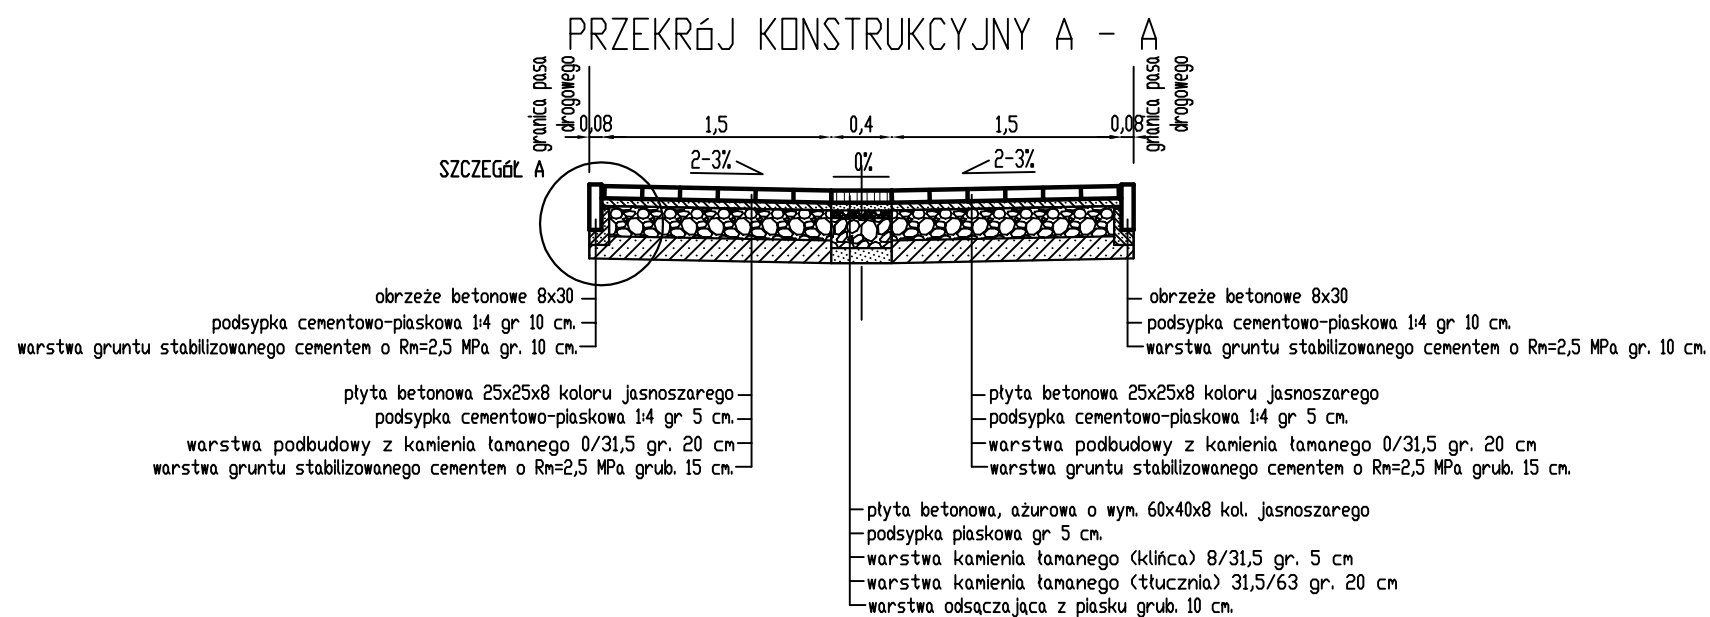 PRZEKRóJ KONSTRUKCYJNY A - A
granica pasa
drogowego
granica pasa
drogowego
0,08 1,5 0,4 1,5 0,08
2-3% 0% 2-3%
SZCZEGóŁ A
obrzeże betonowe 8x30
podsypka cementowo-piaskowa 1:4 gr 10 cm.
warstwa gruntu stabilizowanego cementem o Rm=2,5 MPa gr. 10 cm.
obrzeże betonowe 8x30
podsypka cementowo-piaskowa 1:4 gr 10 cm.
warstwa gruntu stabilizowanego cementem o Rm=2,5 MPa gr. 10 cm.
płyta betonowa 25x25x8 koloru jasnoszarego
podsypka cementowo-piaskowa 1:4 gr 5 cm.
warstwa podbudowy z kamienia łamanego 0/31,5 gr. 20 cm
warstwa gruntu stabilizowanego cementem o Rm=2,5 MPa grub. 15 cm.
płyta betonowa 25x25x8 koloru jasnoszarego
podsypka cementowo-piaskowa 1:4 gr 5 cm.
warstwa podbudowy z kamienia łamanego 0/31,5 gr. 20 cm
warstwa gruntu stabilizowanego cementem o Rm=2,5 MPa grub. 15 cm.
płyta betonowa, ażurowa o wym. 60x40x8 kol. jasnoszarego
podsypka piaskowa gr 5 cm.
warstwa kamienia łamanego (klińca) 8/31,5 gr. 5 cm
warstwa kamienia łamanego (tłucznia) 31,5/63 gr. 20 cm
warstwa odsączająca z piasku grub. 10 cm.